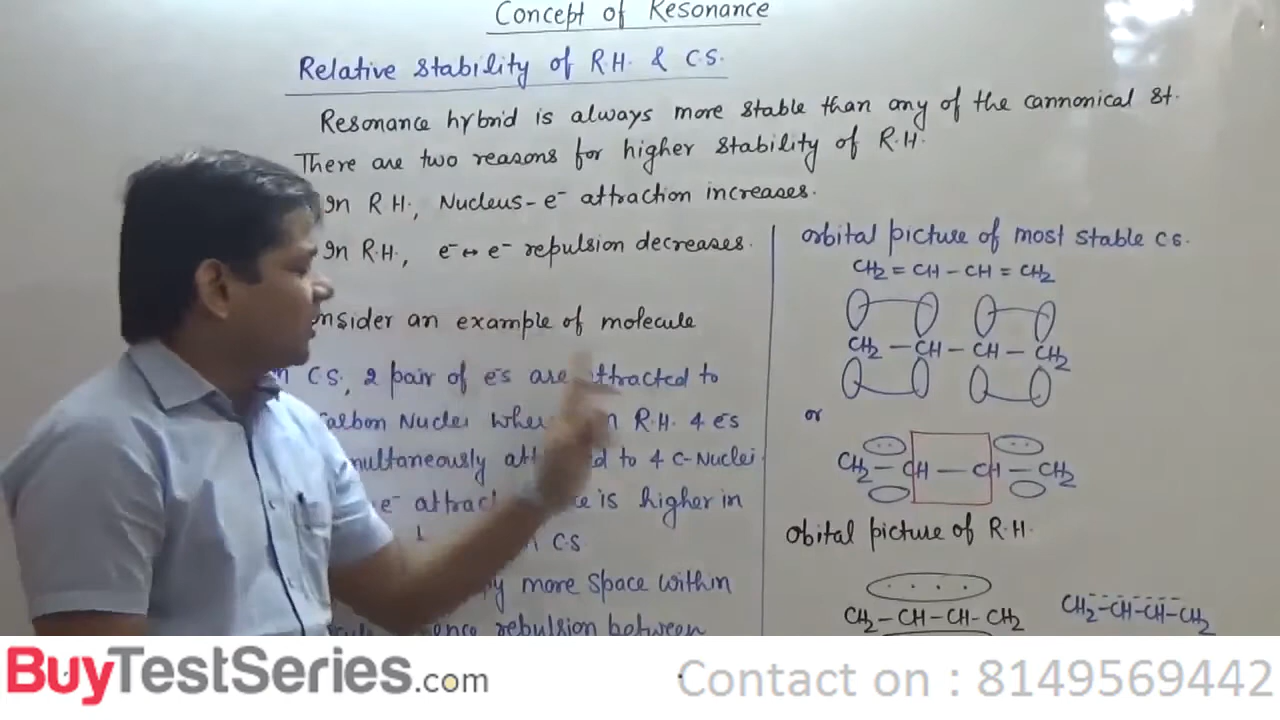 Concept of Resonance
Relative Stability of R.H. & C.S.
Resonance hybrid is always more stable than any of the cannonical St.
There are two reasons for higher stability of R.H.
In R.H., Nucleus-e⁻ attraction increases.
In R.H., e⁻ ↔ e⁻ repulsion decreases.
an example of molecule
C.S, 2 pair of e⁻s are attracted to
Nuclei R.H. 4 e⁻s
to 4 C-Nuclei.
e⁻ is higher in
C.S
more space within
repulsion between
orbital picture of most stable C.S.
CH₂ = CH - CH = CH₂
CH₂ - CH - CH - CH₂
or
CH₂ - CH - CH - CH₂
obital picture of R.H.
CH₂ - CH - CH - CH₂
CH₂-CH-CH-CH₂
BuyTestSeries.com
Contact on : 8149569442